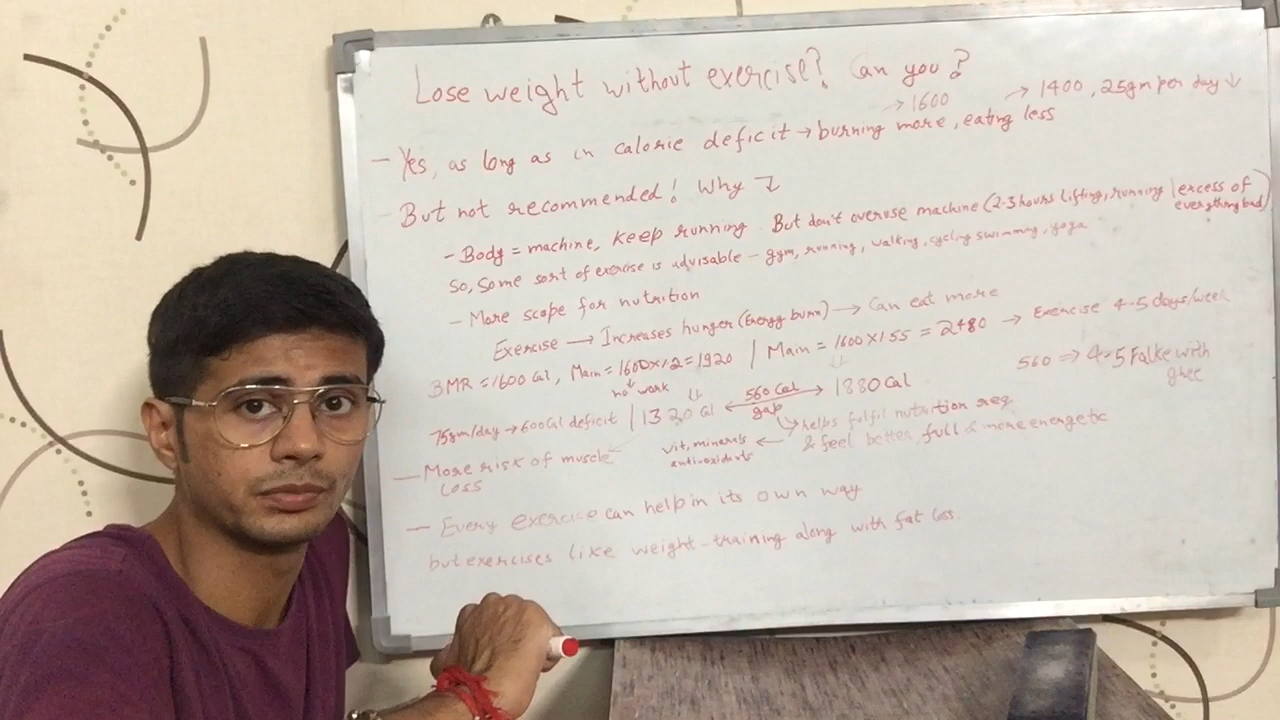 Lose weight without exercise? Can you?
→ 1600 → 1400, 25gm per day ↓
- Yes, as long as in calorie deficit → burning more, eating less
But not recommended! Why ↴
- Body = machine, keep running. But don't overuse machine (2-3 hours lifting, running | excess of everything bad)
So, some sort of exercise is advisable - gym, running, walking, cycling swimming, yoga
- More scope for nutrition
Exercise → Increases hunger (Energy burn) → Can eat more
BMR = 1600 Cal, Main = 1600 x 1.2 = 1920 | Main = 1600 x 1.55 = 2480 → Exercise 4-5 days/week
↓ no work
560 => 4-5 Falke with ghee
75gm/day → 600 Cal deficit | 1320 Cal ← 560 Cal gap → 1880 Cal
↳ helps fulfil nutrition req & feel better, full & more energetic
vit, minerals anti-oxidants ←
- More risk of muscle loss
- Every exercise can help in its own way
but exercises like weight-training along with fat loss